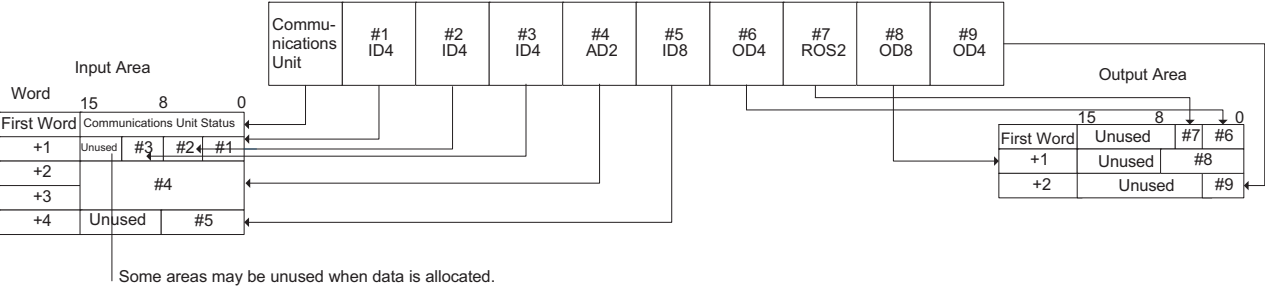 Commu-
nications
Unit
#1
ID4
#2
ID4
#3
ID4
#4
AD2
#5
ID8
#6
OD4
#7
ROS2
#8
OD8
#9
OD4
Input Area
Word
15 8 0
First Word Communications Unit Status
+1 Unused #3 #2 #1
+2
#4
+3
+4 Unused #5
Some areas may be unused when data is allocated.
Output Area
15 8 0
First Word Unused #7 #6
+1 Unused #8
+2 Unused #9